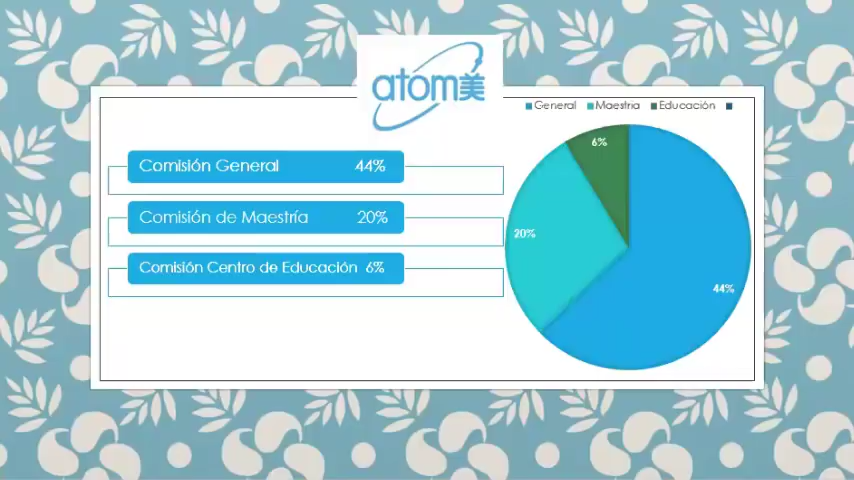 atom美
General Maestria Educación
Comisión General 44%
Comisión de Maestría 20%
Comisión Centro de Educación 6%
6%
20%
44%